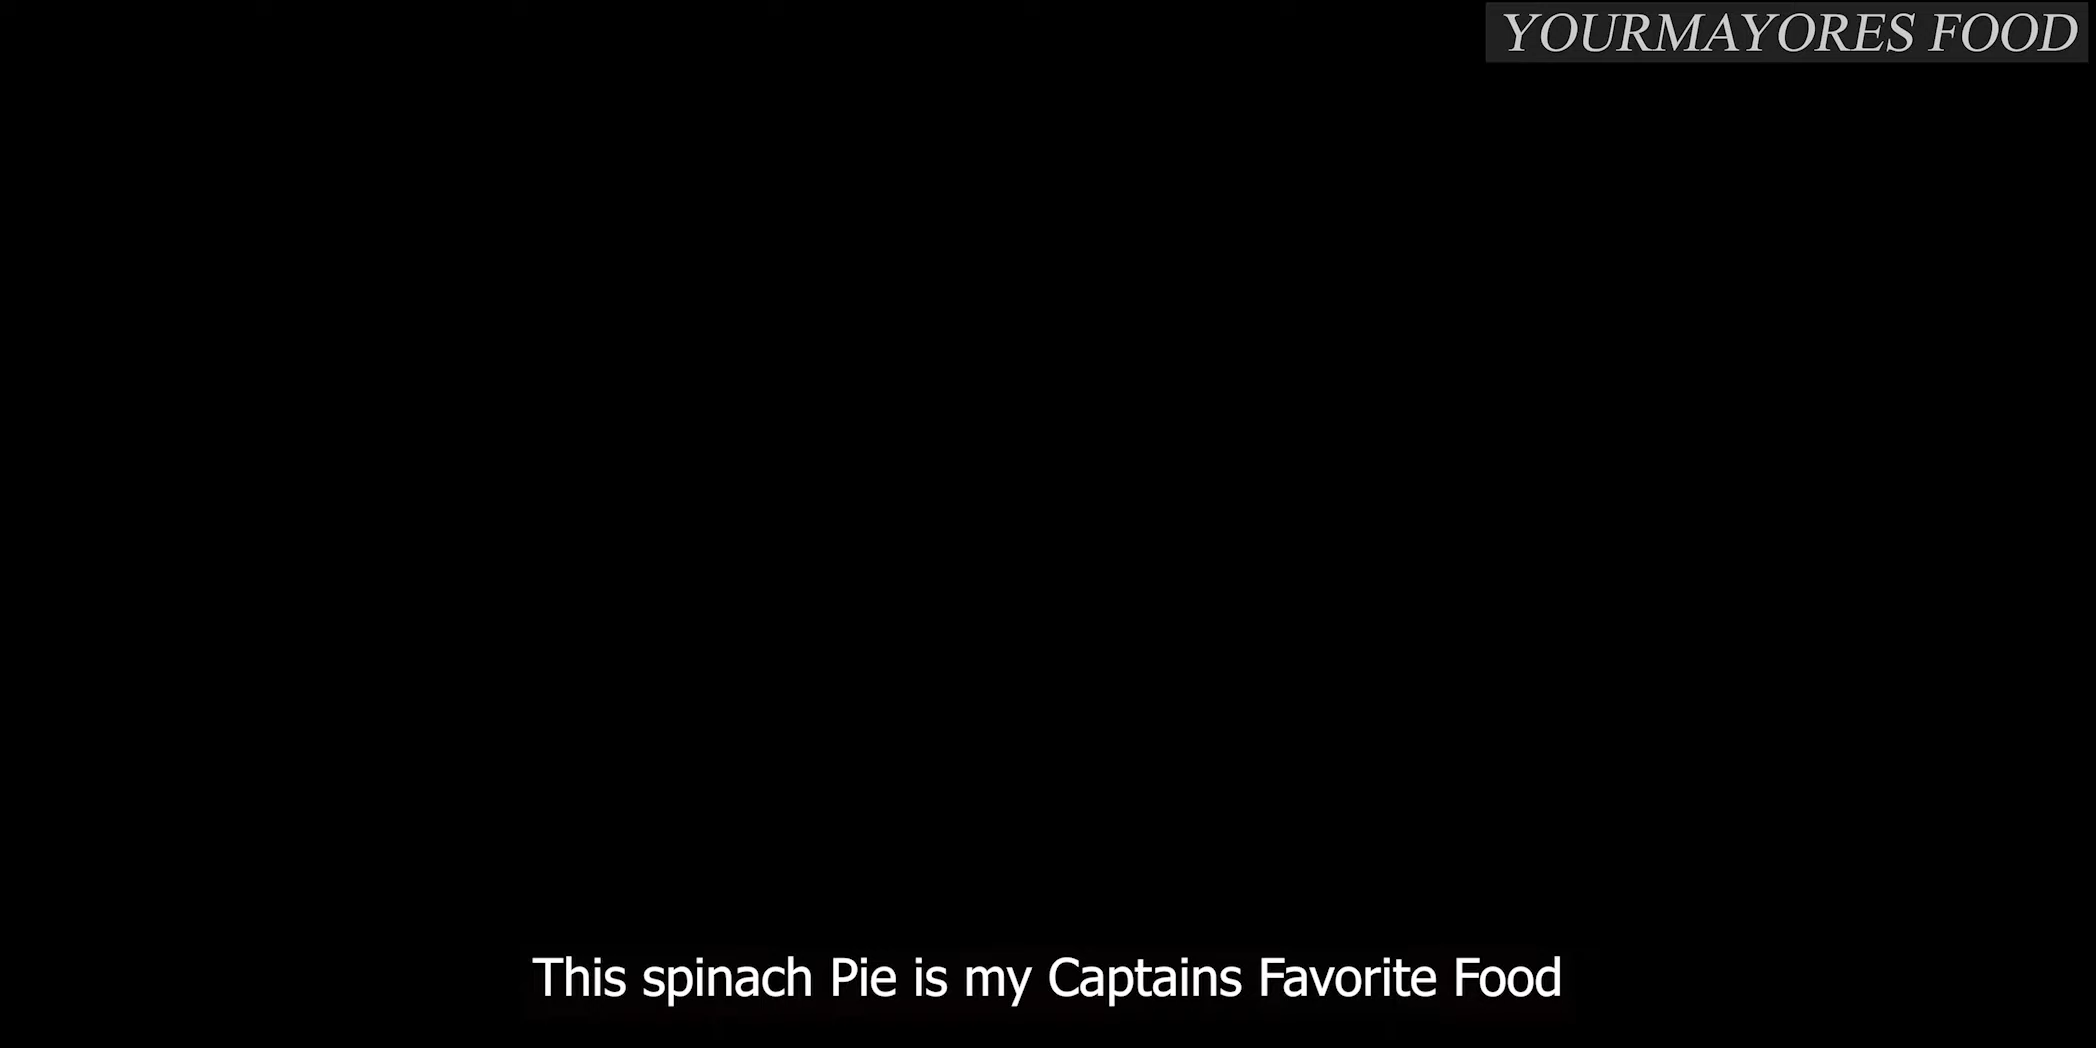 YOURMAYORES FOOD
This spinach Pie is my Captains Favorite Food